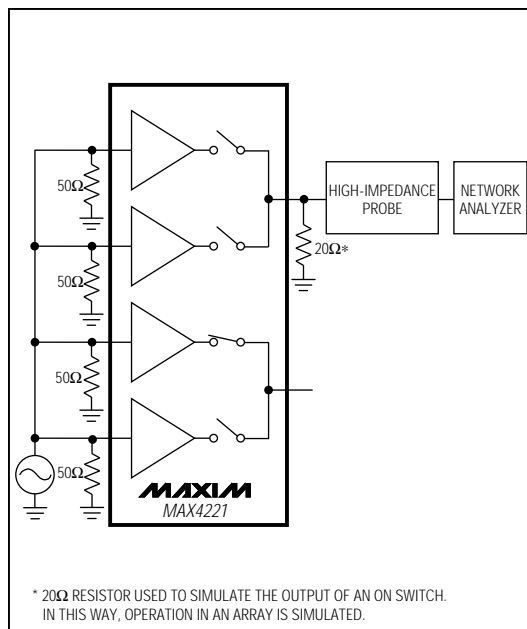 50Ω
HIGH-IMPEDANCE
PROBE
NETWORK
ANALYZER
50Ω
20Ω*
50Ω
50Ω
MAXIM
MAX4221
* 20Ω RESISTOR USED TO SIMULATE THE OUTPUT OF AN ON SWITCH.
IN THIS WAY, OPERATION IN AN ARRAY IS SIMULATED.